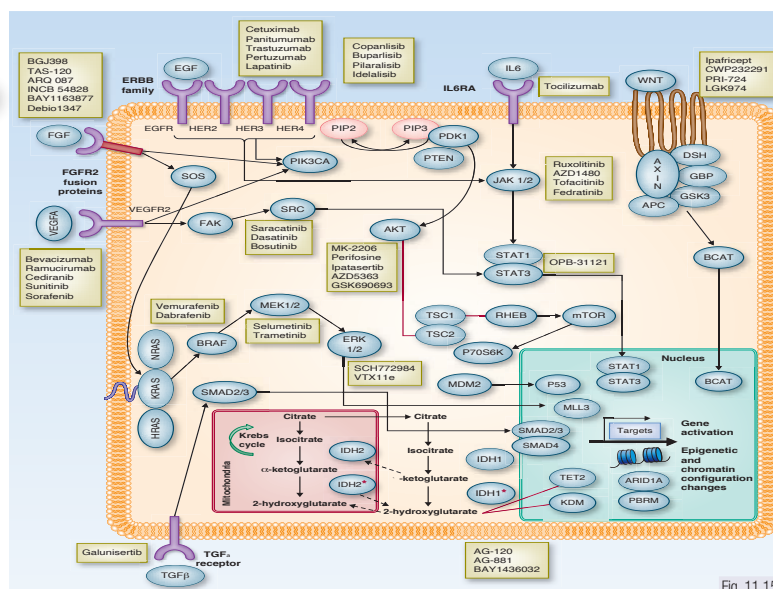 BGJ398
TAS-120
ARQ 087
INCB 54828
BAY1163877
Debio1347
ERBB
family
EGF
Cetuximab
Panitumumab
Trastuzumab
Pertuzumab
Lapatinib
Copanlisib
Buparlisib
Pilaralisib
Idelalisib
IL6
IL6RA
Tocilizumab
WNT
Ipafricept
CWP232291
PRI-724
LGK974
FGF
EGFR
HER2
HER3
HER4
PIP2
PIP3
PDK1
PTEN
PIK3CA
FGFR2
fusion
proteins
SOS
JAK 1/2
Ruxolitinib
AZD1480
Tofacitinib
Fedratinib
AXIN
DSH
GBP
GSK3
APC
VEGFA
VEGFR2
FAK
SRC
Saracatinib
Dasatinib
Bosutinib
AKT
MK-2206
Perifosine
Ipatasertib
AZD5363
GSK690693
STAT1
STAT3
OPB-31121
BCAT
Bevacizumab
Ramucirumab
Cediranib
Sunitinib
Sorafenib
Vemurafenib
Dabrafenib
MEK1/2
Selumetinib
Trametinib
BRAF
ERK
1/2
SCH772984
VTX11e
TSC1
TSC2
RHEB
mTOR
P70S6K
NRAS
KRAS
HRAS
SMAD2/3
MDM2
Nucleus
P53
STAT1
STAT3
BCAT
MLL3
SMAD2/3
SMAD4
Targets
Gene
activation
Epigenetic
and
chromatin
configuration
changes
TET2
KDM
ARID1A
PBRM
Mitochondria
Krebs
cycle
Citrate
Isocitrate
α-ketoglutarate
2-hydroxyglutarate
IDH2
IDH2*
Citrate
Isocitrate
-ketoglutarate
2-hydroxyglutarate
IDH1
IDH1*
Galunisertib
TGFβ
receptor
TGFβ
AG-120
AG-881
BAY1436032
Fig. 11.15